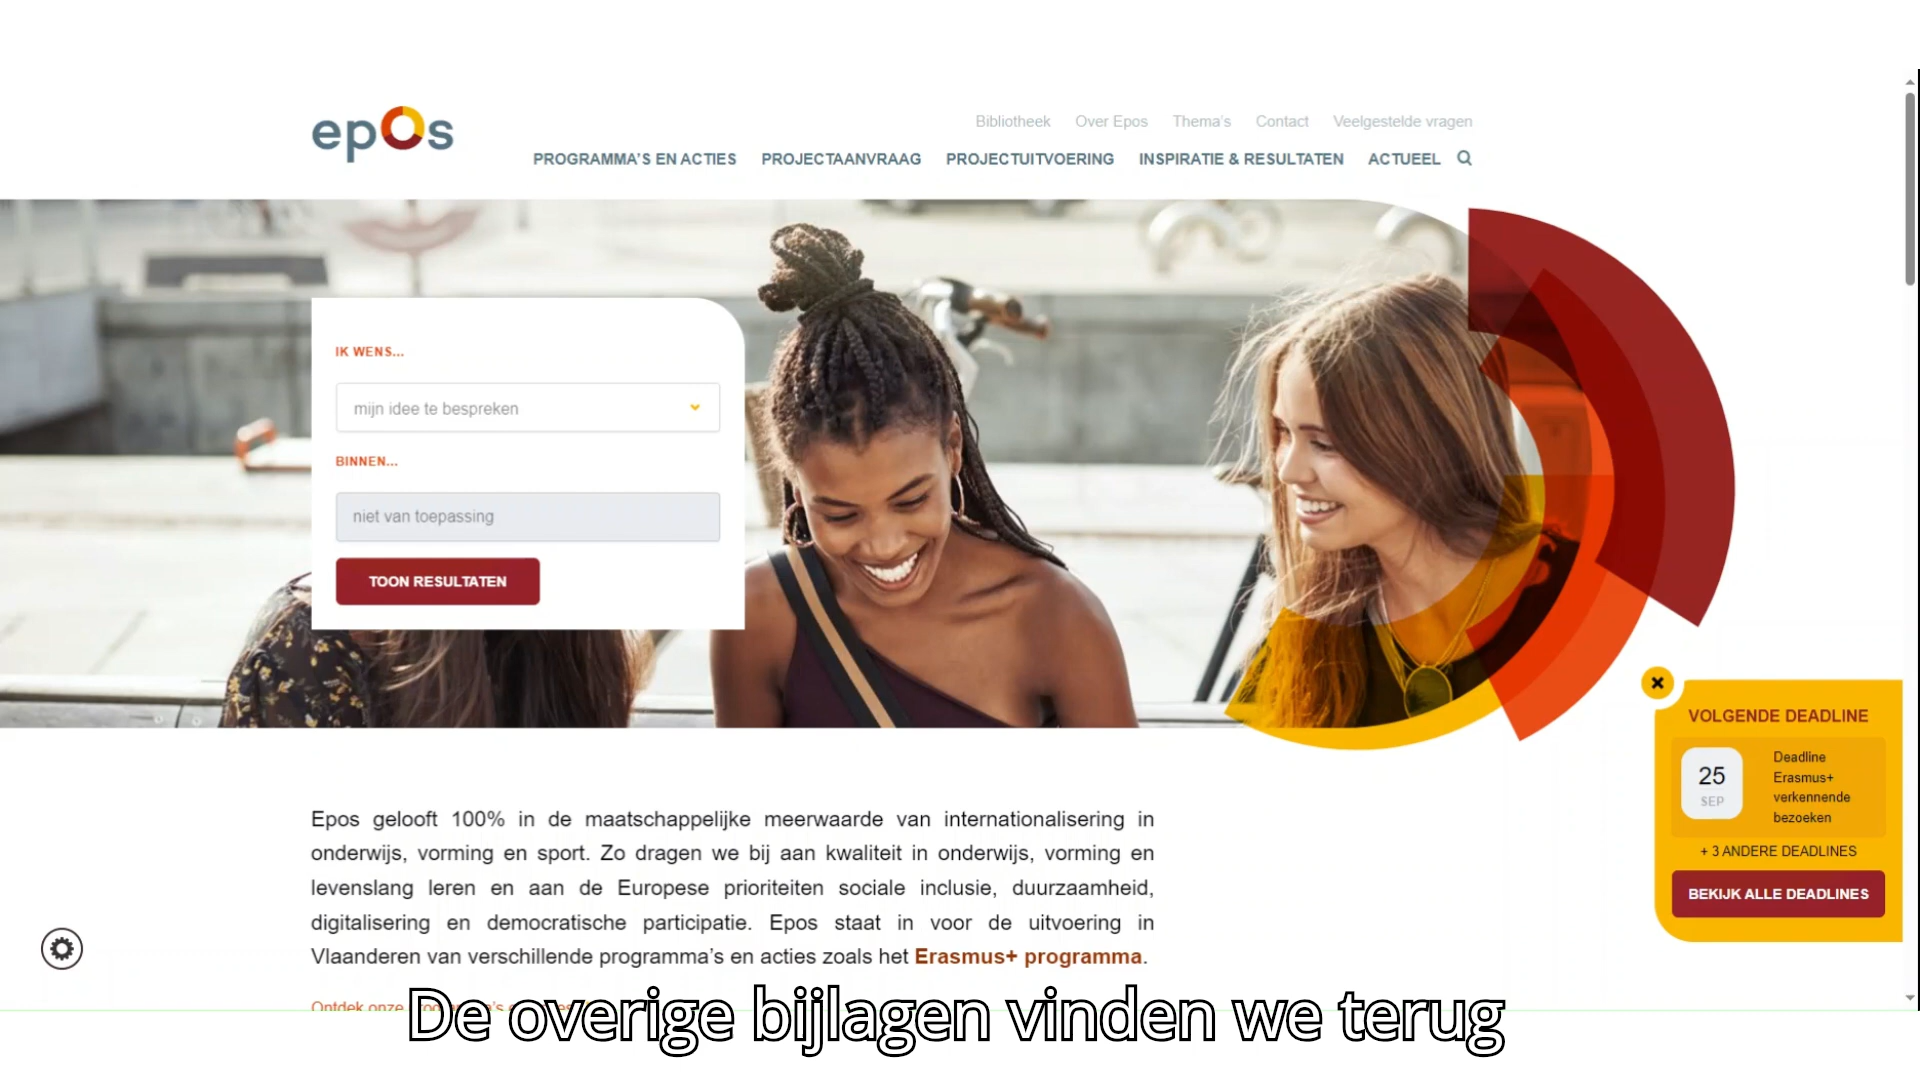 epos
Bibliotheek Over Epos Thema's Contact Veelgestelde vragen
PROGRAMMA'S EN ACTIES PROJECTAANVRAAG PROJECTUITVOERING INSPIRATIE & RESULTATEN ACTUEEL
IK WENS...
mijn idee te bespreken
BINNEN...
niet van toepassing
TOON RESULTATEN
VOLGENDE DEADLINE
25
SEP
Deadline
Erasmus+
verkennende
bezoeken
+ 3 ANDERE DEADLINES
BEKIJK ALLE DEADLINES
Epos gelooft 100% in de maatschappelijke meerwaarde van internationalisering in
onderwijs, vorming en sport. Zo dragen we bij aan kwaliteit in onderwijs, vorming en
levenslang leren en aan de Europese prioriteiten sociale inclusie, duurzaamheid,
digitalisering en democratische participatie. Epos staat in voor de uitvoering in
Vlaanderen van verschillende programma's en acties zoals het Erasmus+ programma.
Ontdek onze
De overige bijlagen vinden we terug